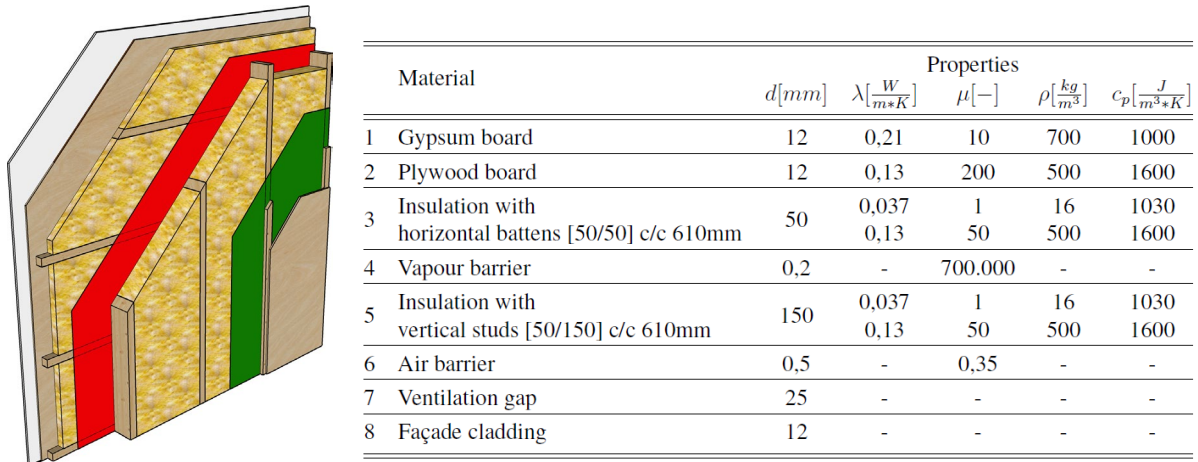 Material Properties
d[mm] λ[W/m*K] μ[-] ρ[kg/m³] cp[J/m³*K]
1 Gypsum board 12 0,21 10 700 1000
2 Plywood board 12 0,13 200 500 1600
3 Insulation with 50 0,037 1 16 1030
horizontal battens [50/50] c/c 610mm 0,13 50 500 1600
4 Vapour barrier 0,2 - 700.000 - -
5 Insulation with 150 0,037 1 16 1030
vertical studs [50/150] c/c 610mm 0,13 50 500 1600
6 Air barrier 0,5 - 0,35 - -
7 Ventilation gap 25 - - - -
8 Façade cladding 12 - - - -